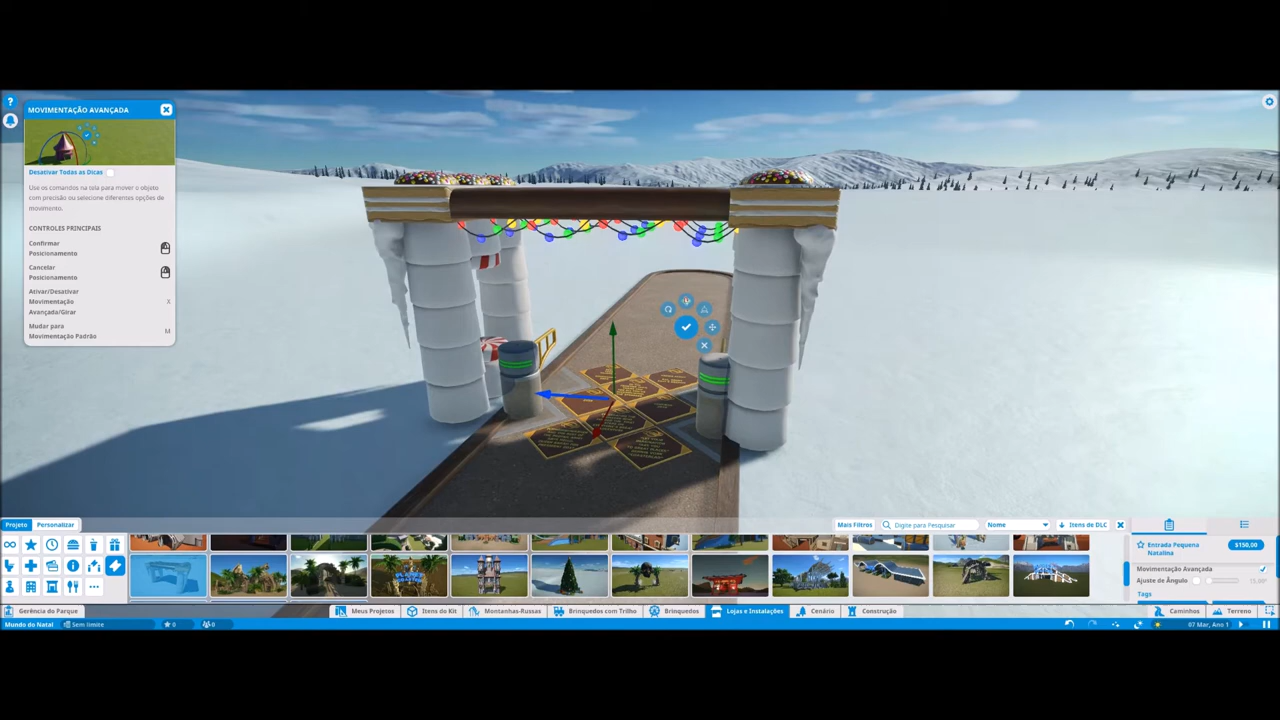 MOVIMENTAÇÃO AVANÇADA
Desativar Todas as Dicas
Use os comandos na tela para mover o objeto
com precisão ou selecione diferentes opções de
movimento.
CONTROLES PRINCIPAIS
Confirmar
Posicionamento
Cancelar
Posicionamento
Ativar/Desativar
Movimentação
Avançada/Girar
X
Mudar para
Movimentação Padrão
M
Projeto
Personalizar
Mais Filtros
Digite para Pesquisar
Nome
Itens de DLC
Entrada Pequena
Natalina
$150,00
Movimentação Avançada
Ajuste de Ângulo
Tags
Gerência do Parque
Meus Projetos
Itens do Kit
Montanhas-Russas
Brinquedos com Trilho
Brinquedos
Lojas e Instalações
Cenário
Construção
Caminhos
Terreno
Mundo do Natal
Sem limite
0
0
07 Mar, Ano 1